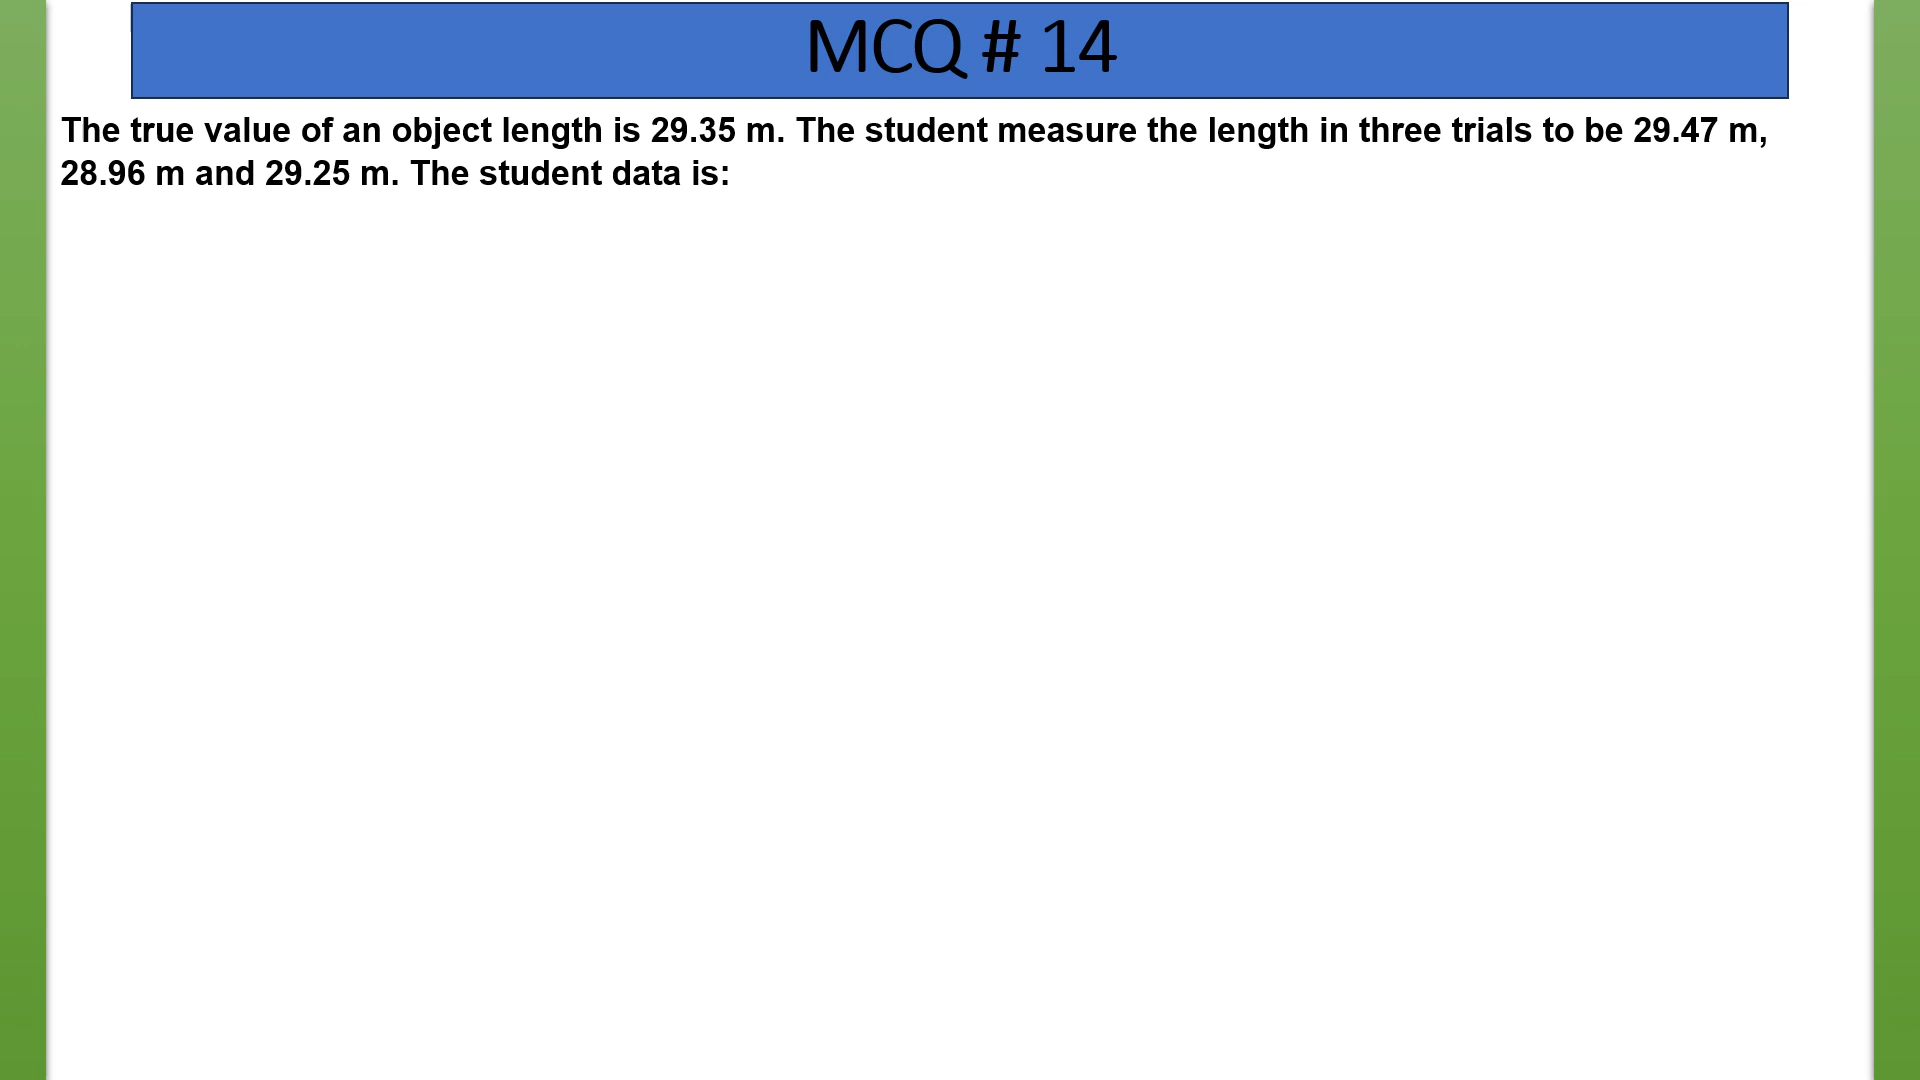 MCQ # 14
The true value of an object length is 29.35 m. The student measure the length in three trials to be 29.47 m,
28.96 m and 29.25 m. The student data is: